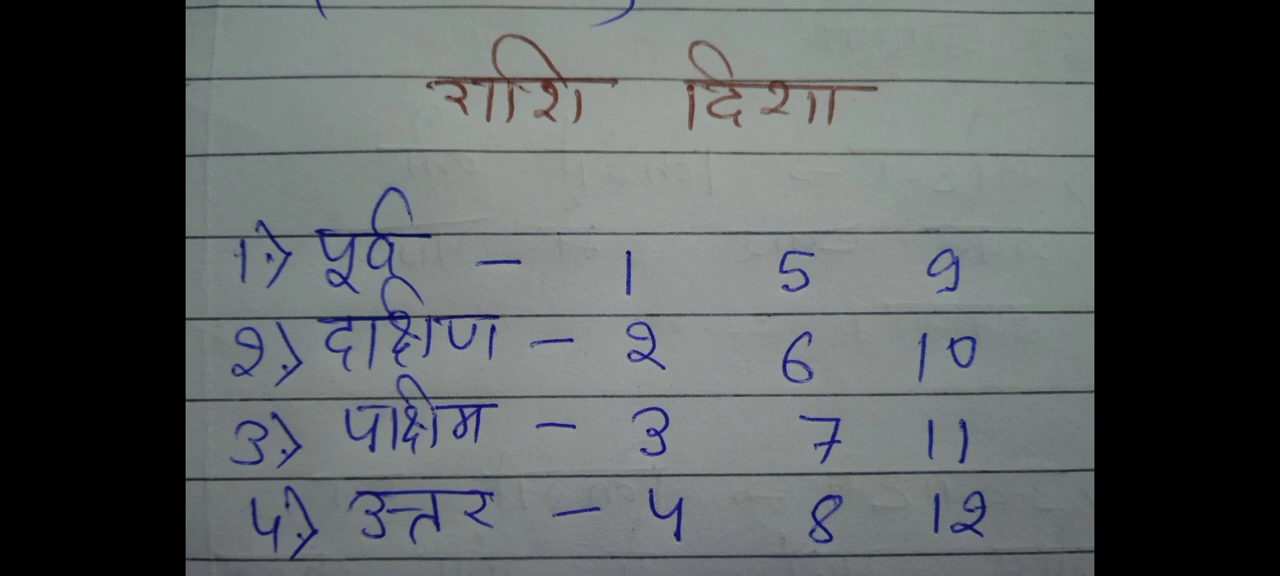 राशि दिशा
1.> पूर्व - 1 5 9
2.> दक्षिण - 2 6 10
3.> पक्षिम - 3 7 11
4.> उत्तर - 4 8 12